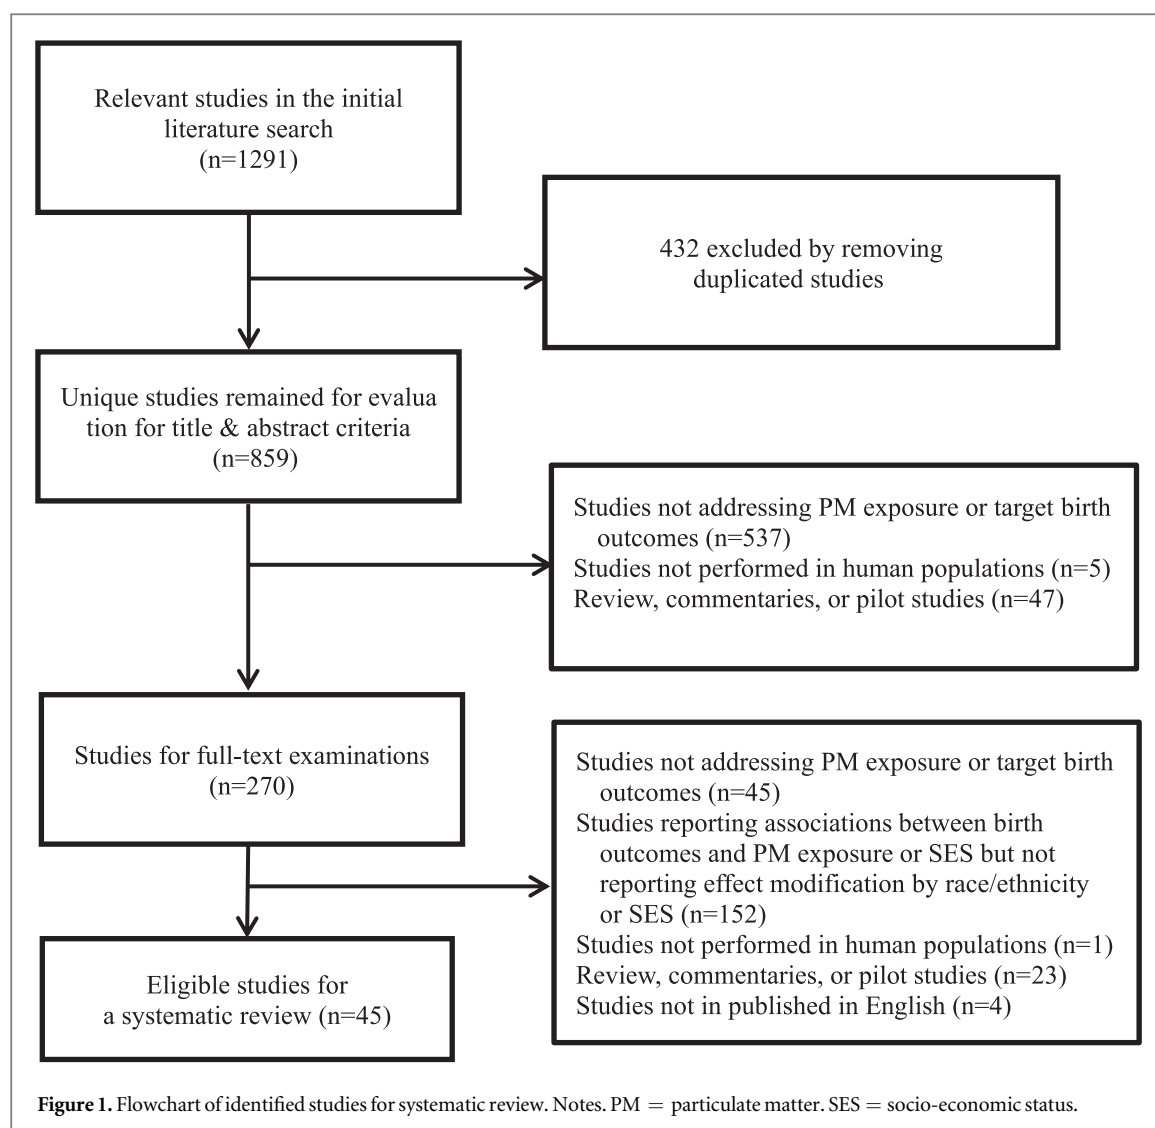 Relevant studies in the initial
literature search
(n=1291)
432 excluded by removing
duplicated studies
Unique studies remained for evalua
tion for title & abstract criteria
(n=859)
Studies not addressing PM exposure or target birth
outcomes (n=537)
Studies not performed in human populations (n=5)
Review, commentaries, or pilot studies (n=47)
Studies for full-text examinations
(n=270)
Studies not addressing PM exposure or target birth
outcomes (n=45)
Studies reporting associations between birth
outcomes and PM exposure or SES but not
reporting effect modification by race/ethnicity
or SES (n=152)
Studies not performed in human populations (n=1)
Review, commentaries, or pilot studies (n=23)
Studies not in published in English (n=4)
Eligible studies for
a systematic review (n=45)
Figure 1. Flowchart of identified studies for systematic review. Notes. PM = particulate matter. SES = socio-economic status.